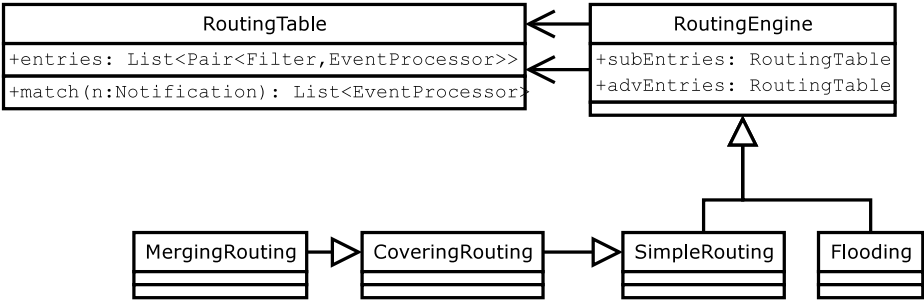 RoutingTable
+entries: List<Pair<Filter,EventProcessor>>
+match(n:Notification): List<EventProcessor>
RoutingEngine
+subEntries: RoutingTable
+advEntries: RoutingTable
MergingRouting
CoveringRouting
SimpleRouting
Flooding